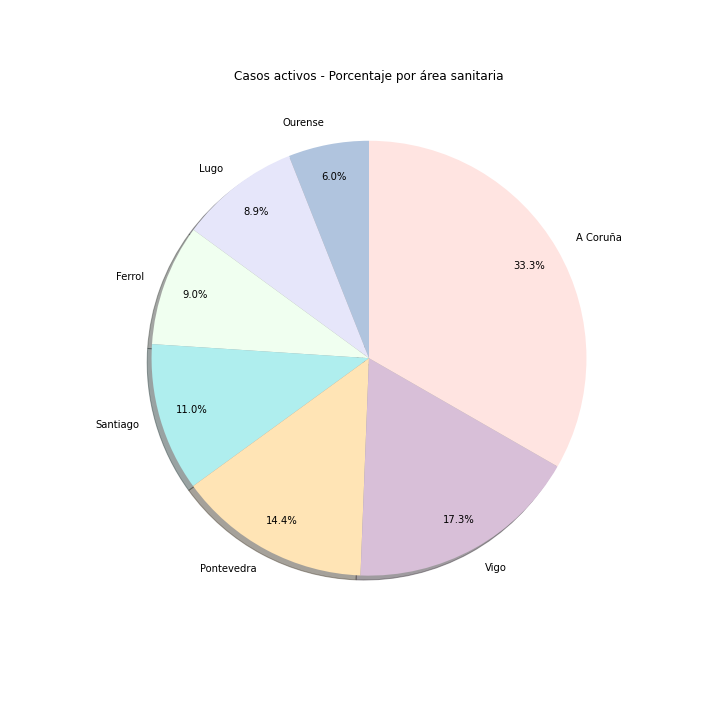 Casos activos - Porcentaje por área sanitaria
Ourense
6.0%
Lugo
8.9%
A Coruña
33.3%
Ferrol
9.0%
Santiago
11.0%
Pontevedra
14.4%
Vigo
17.3%